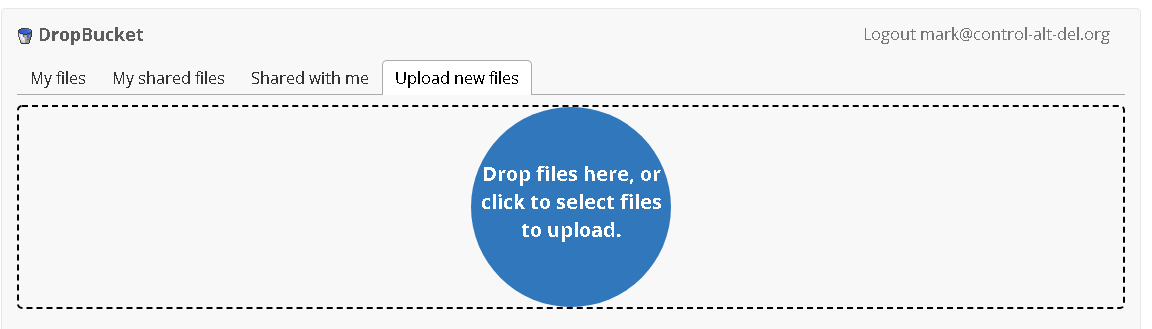 DropBucket
Logout mark@control-alt-del.org
My files My shared files Shared with me Upload new files
Drop files here, or
click to select files
to upload.